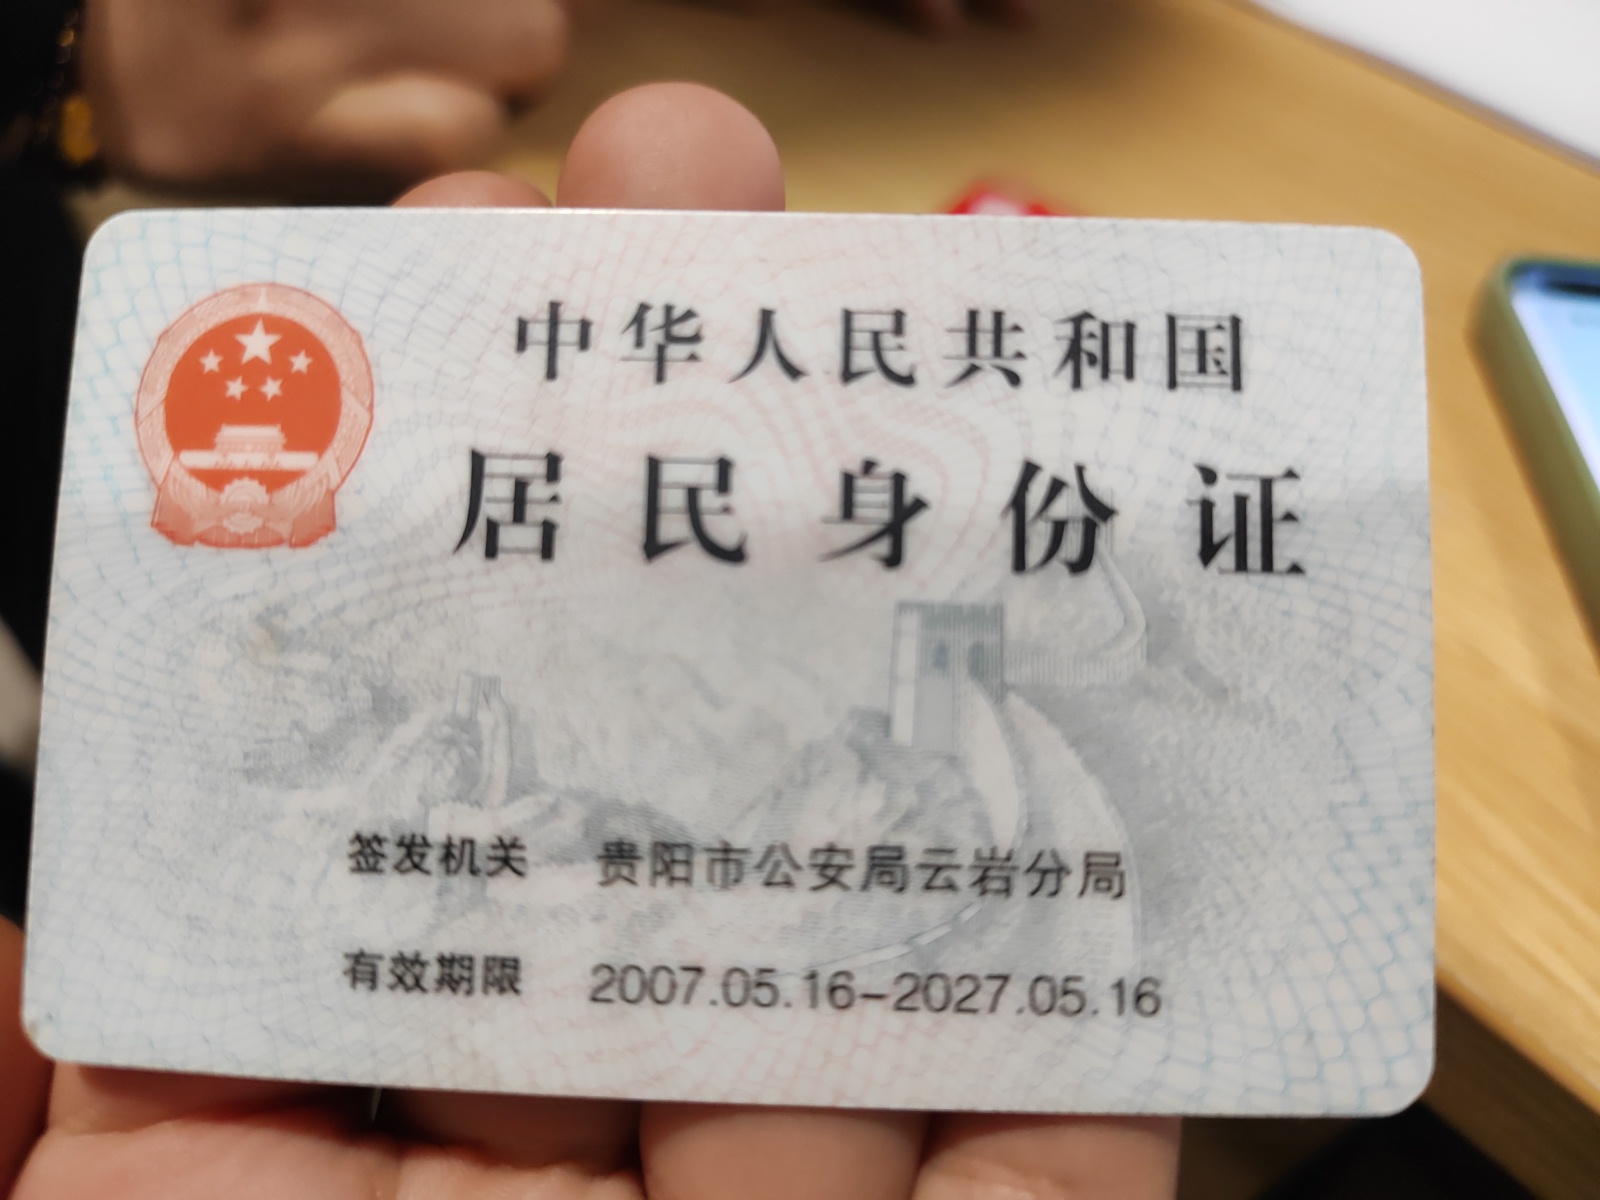 中华人民共和国
居民身份证
签发机关 贵阳市公安局云岩分局
有效期限 2007.05.16-2027.05.16